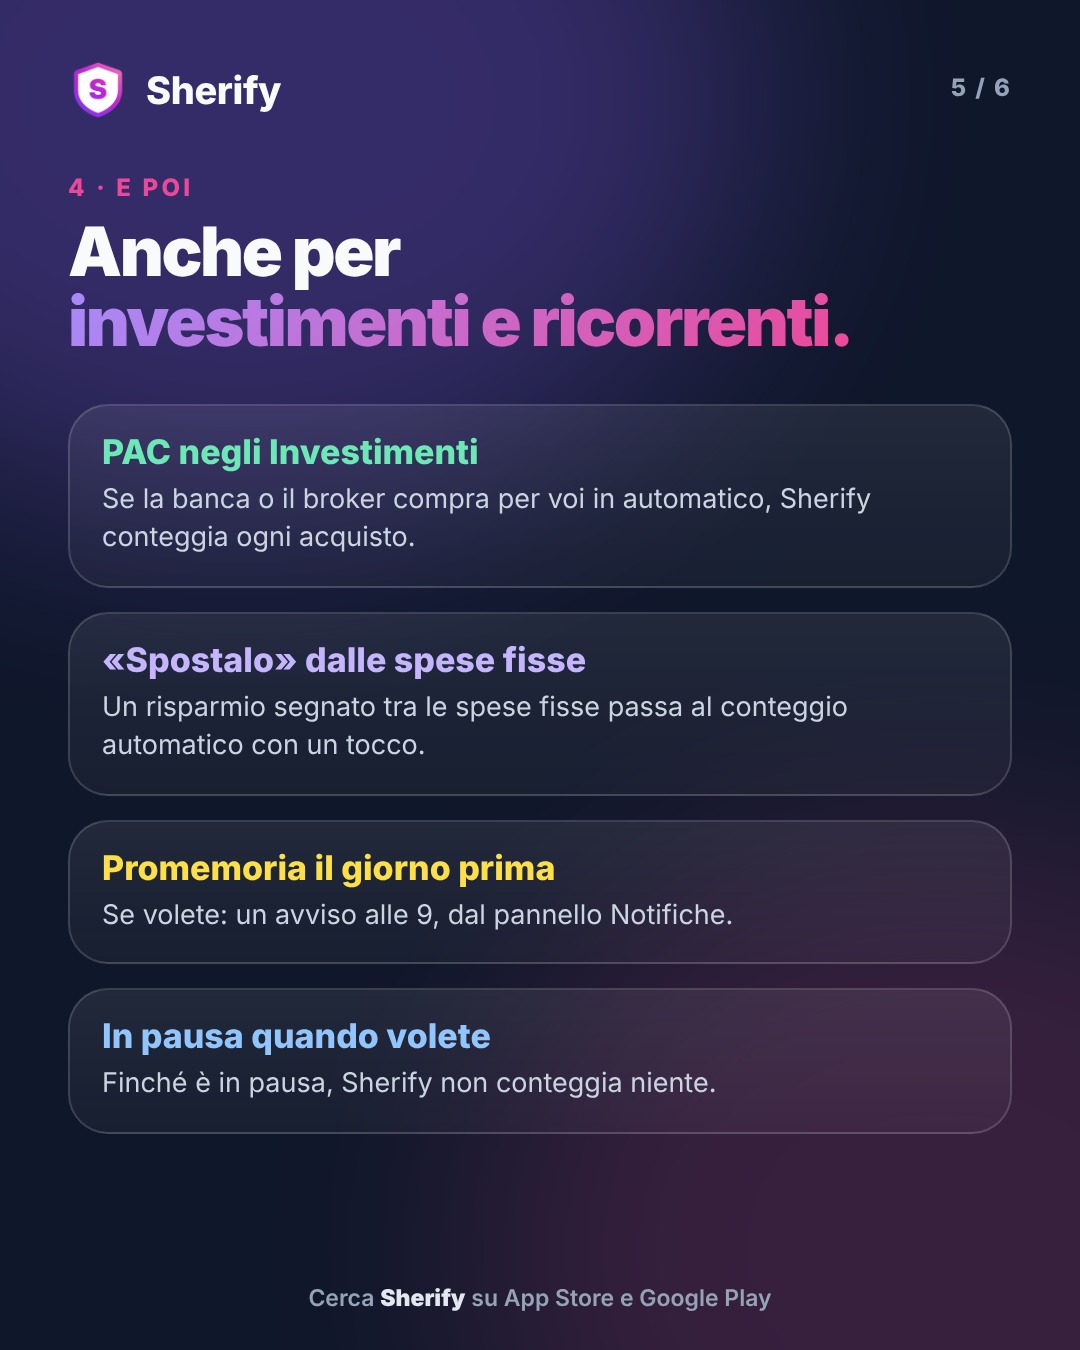 S
Sherify
5 / 6
4 · E POI
Anche per
investimenti e ricorrenti.
PAC negli Investimenti
Se la banca o il broker compra per voi in automatico, Sherify
conteggia ogni acquisto.
«Spostalo» dalle spese fisse
Un risparmio segnato tra le spese fisse passa al conteggio
automatico con un tocco.
Promemoria il giorno prima
Se volete: un avviso alle 9, dal pannello Notifiche.
In pausa quando volete
Finché è in pausa, Sherify non conteggia niente.
Cerca Sherify su App Store e Google Play